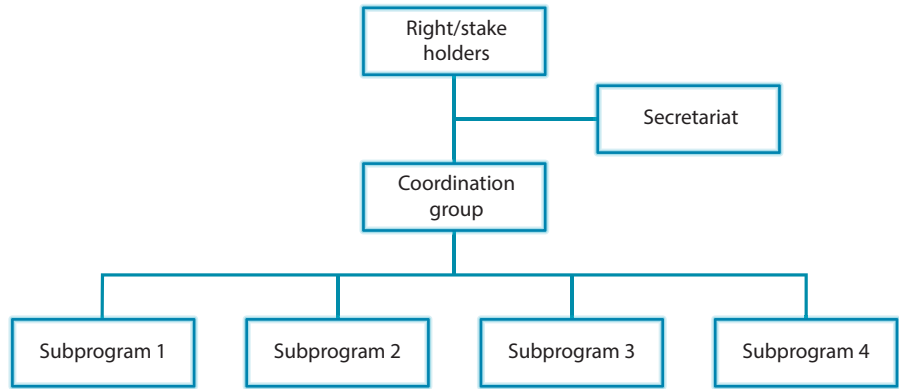 Right/stake
holders
Secretariat
Coordination
group
Subprogram 1
Subprogram 2
Subprogram 3
Subprogram 4